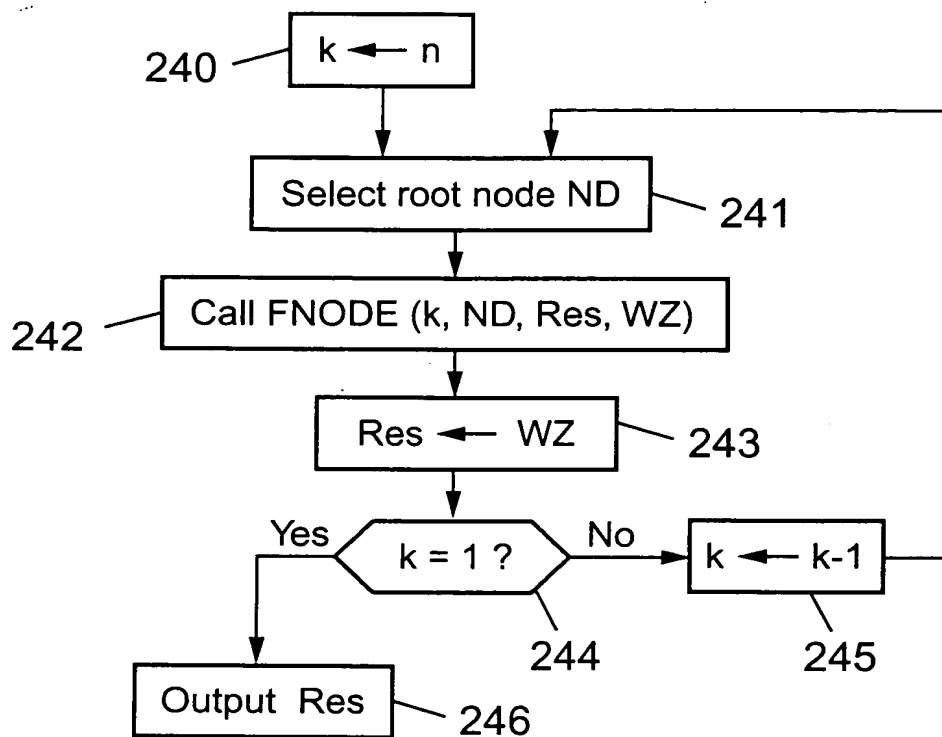 240
k ← n
Select root node ND
241
242
Call FNODE (k, ND, Res, WZ)
Res ← WZ
243
Yes
k = 1 ?
No
k ← k-1
244
245
Output Res
246